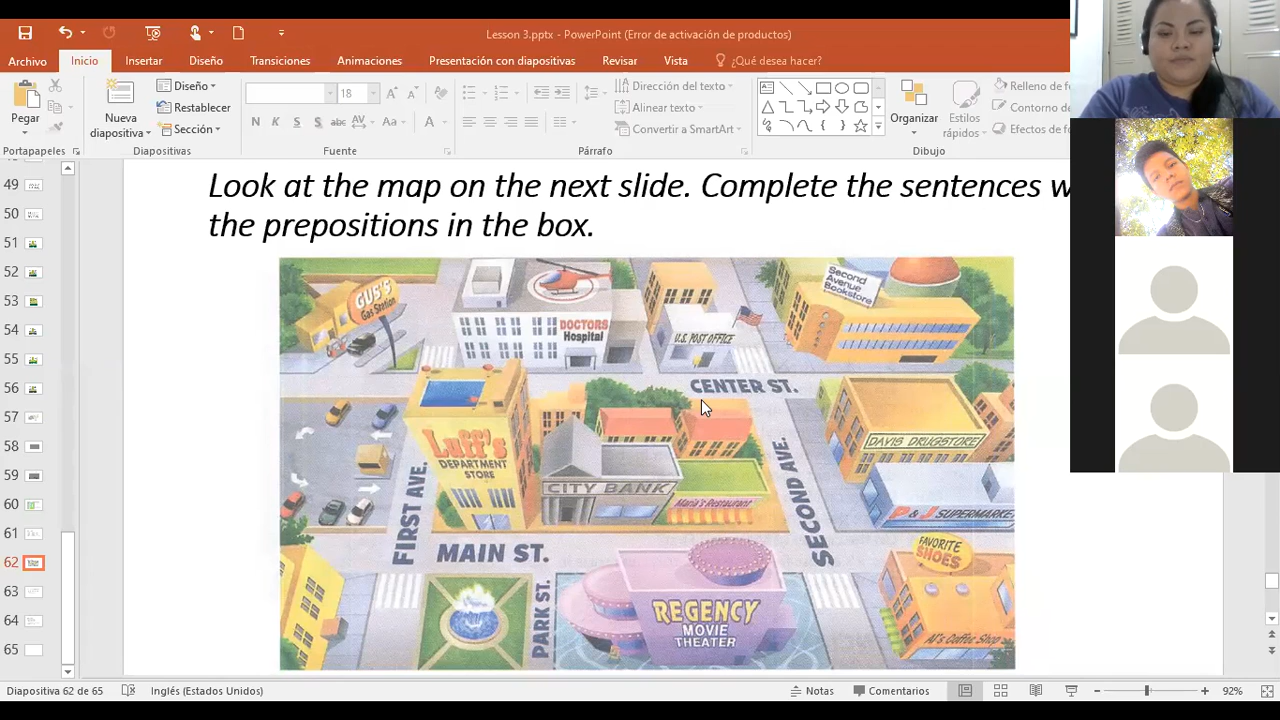 Lesson 3.pptx - PowerPoint (Error de activación de productos)
Archivo
Inicio
Insertar
Diseño
Transiciones
Animaciones
Presentación con diapositivas
Revisar
Vista
¿Qué desea hacer?
Pegar
Nueva
diapositiva
Diseño
Restablecer
Sección
18
N K S S abc AV Aa A
Dirección del texto
Alinear texto
Convertir a SmartArt
Organizar
Estilos
rápidos
Relleno de
Contorno de
Efectos de
Portapapeles
Diapositivas
Fuente
Párrafo
Dibujo
49
50
51
52
53
54
55
56
57
58
59
60
61
62
63
64
65
Look at the map on the next slide. Complete the sentences w
the prepositions in the box.
GUS'S
Gas Station
DOCTORS
Hospital
U.S. POST OFFICE
Second
Avenue
Bookstore
CENTER ST.
Luff's
DEPARTMENT
STORE
CITY BANK
Maria's Restaurant
DAVIS DRUGSTORE
P & J SUPERMARKET
FIRST AVE.
SECOND AVE.
MAIN ST.
PARK ST.
REGENCY
MOVIE
THEATER
FAVORITE
SHOES
Al's Coffee Shop
Diapositiva 62 de 65
Inglés (Estados Unidos)
Notas
Comentarios
92%